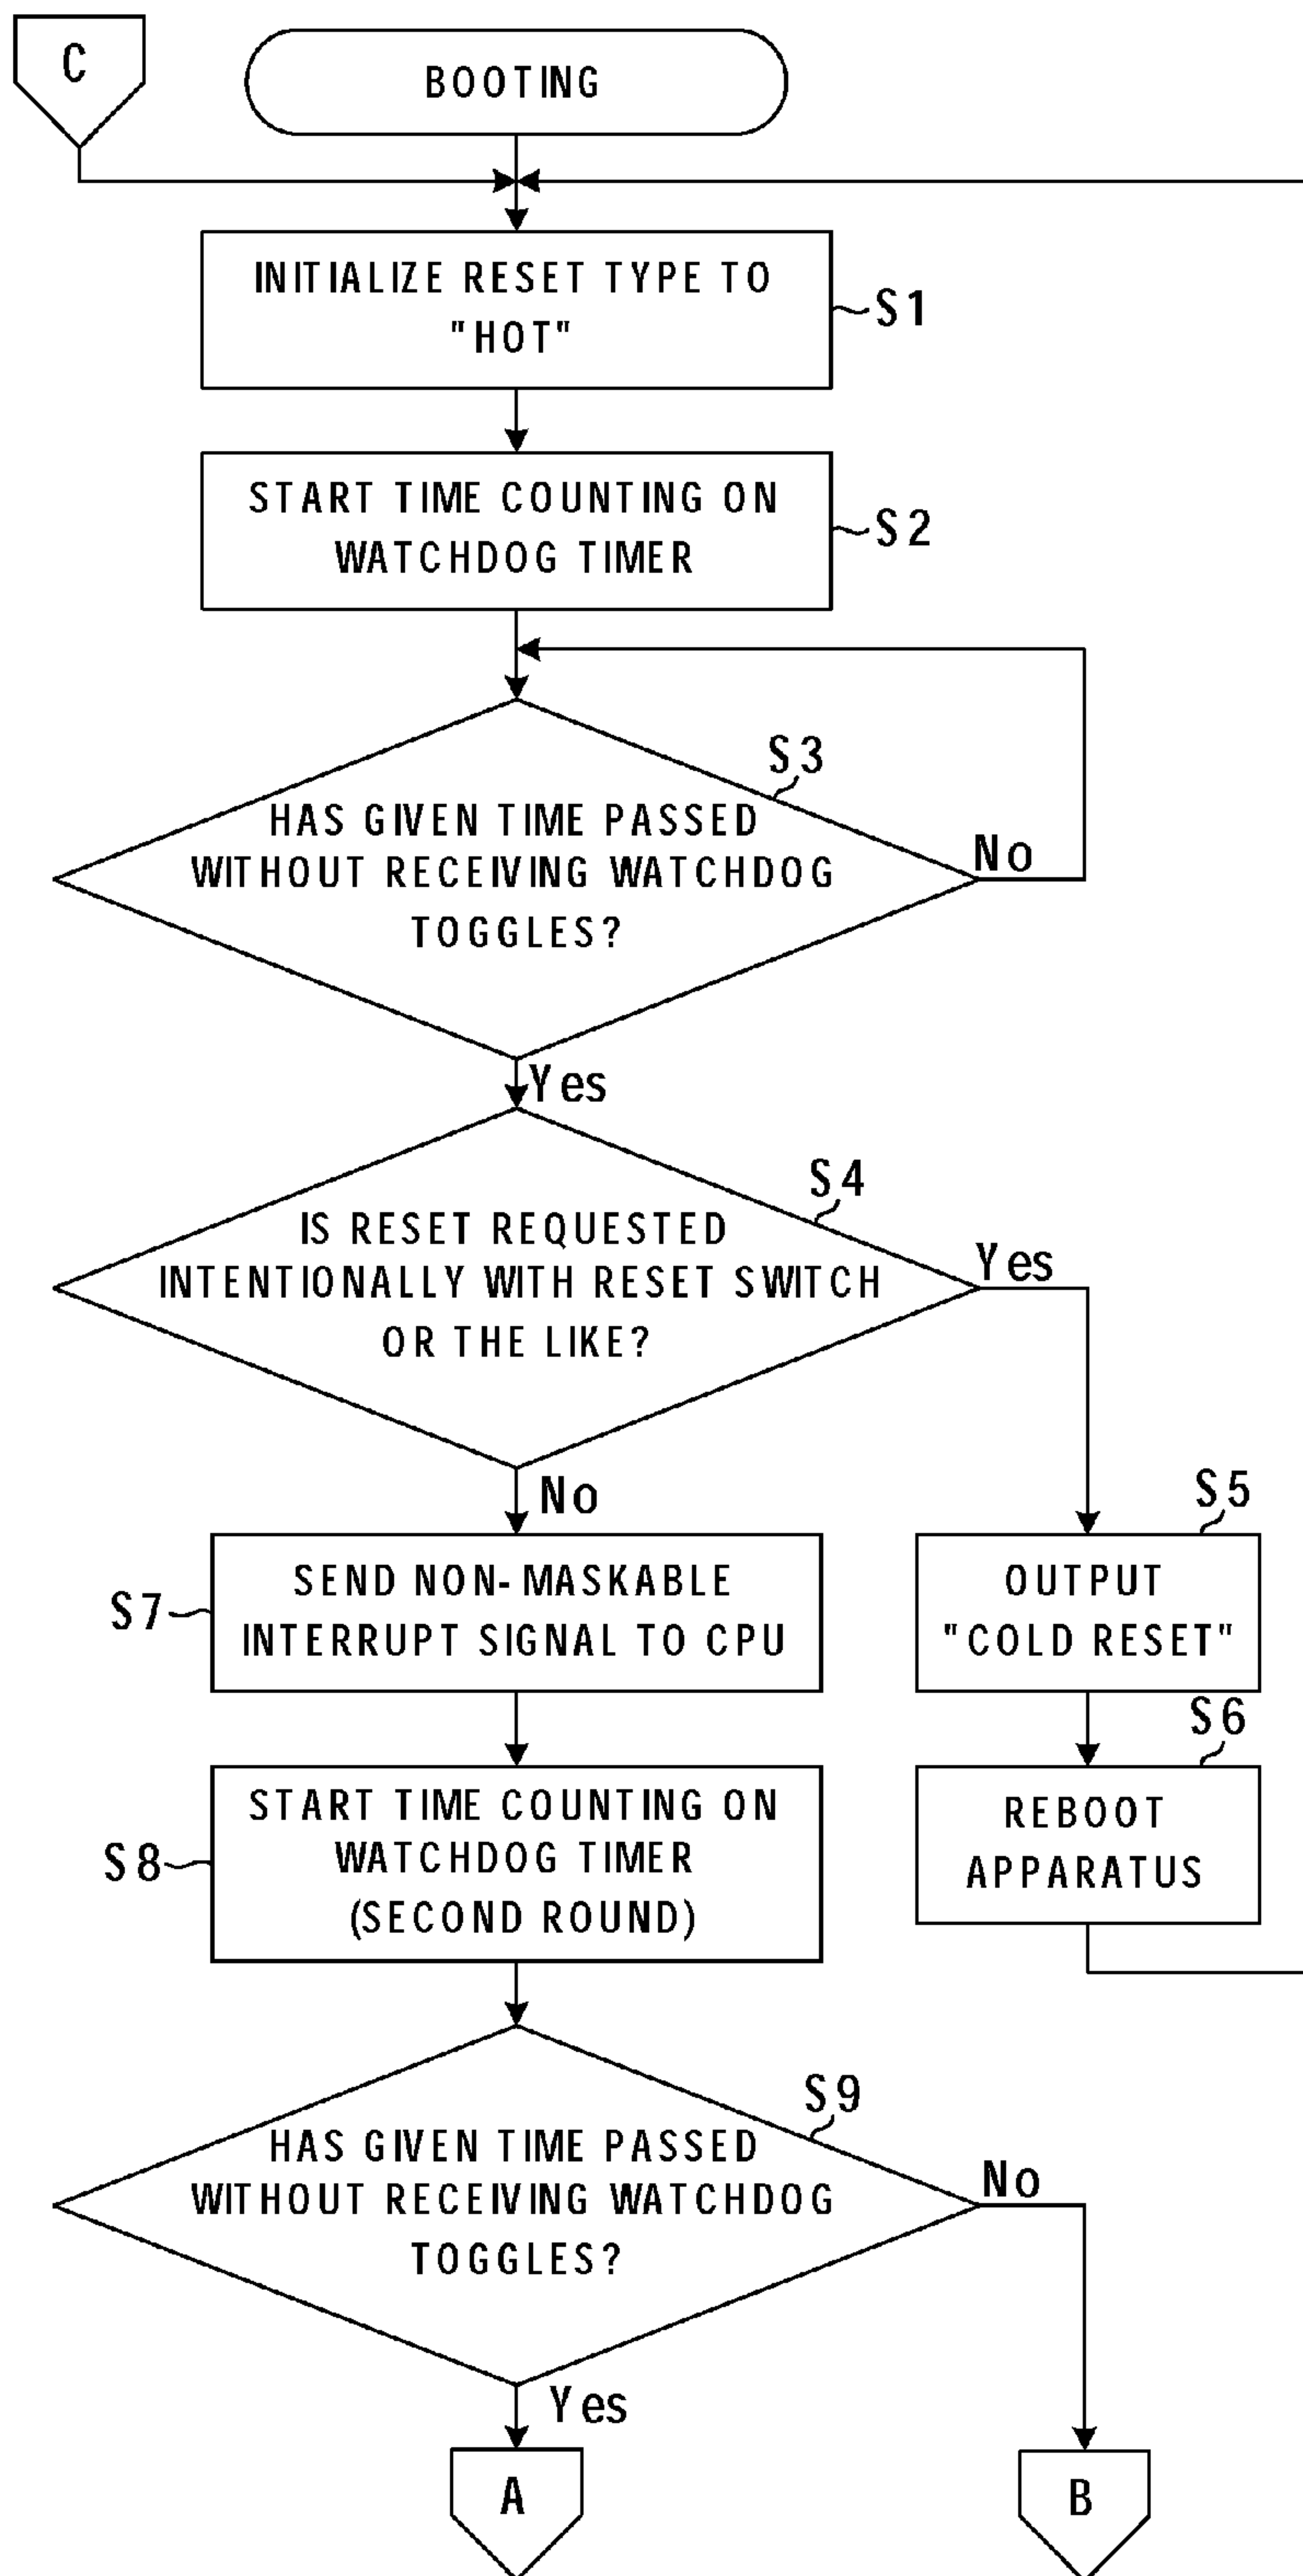 C
BOOTING
INITIALIZE RESET TYPE TO
"HOT"
S1
START TIME COUNTING ON
WATCHDOG TIMER
S2
S3
HAS GIVEN TIME PASSED
WITHOUT RECEIVING WATCHDOG
TOGGLES?
No
Yes
S4
IS RESET REQUESTED
INTENTIONALLY WITH RESET SWITCH
OR THE LIKE?
Yes
No
S5
OUTPUT
"COLD RESET"
S7
SEND NON-MASKABLE
INTERRUPT SIGNAL TO CPU
S6
REBOOT
APPARATUS
S8
START TIME COUNTING ON
WATCHDOG TIMER
(SECOND ROUND)
S9
HAS GIVEN TIME PASSED
WITHOUT RECEIVING WATCHDOG
TOGGLES?
No
Yes
A
B